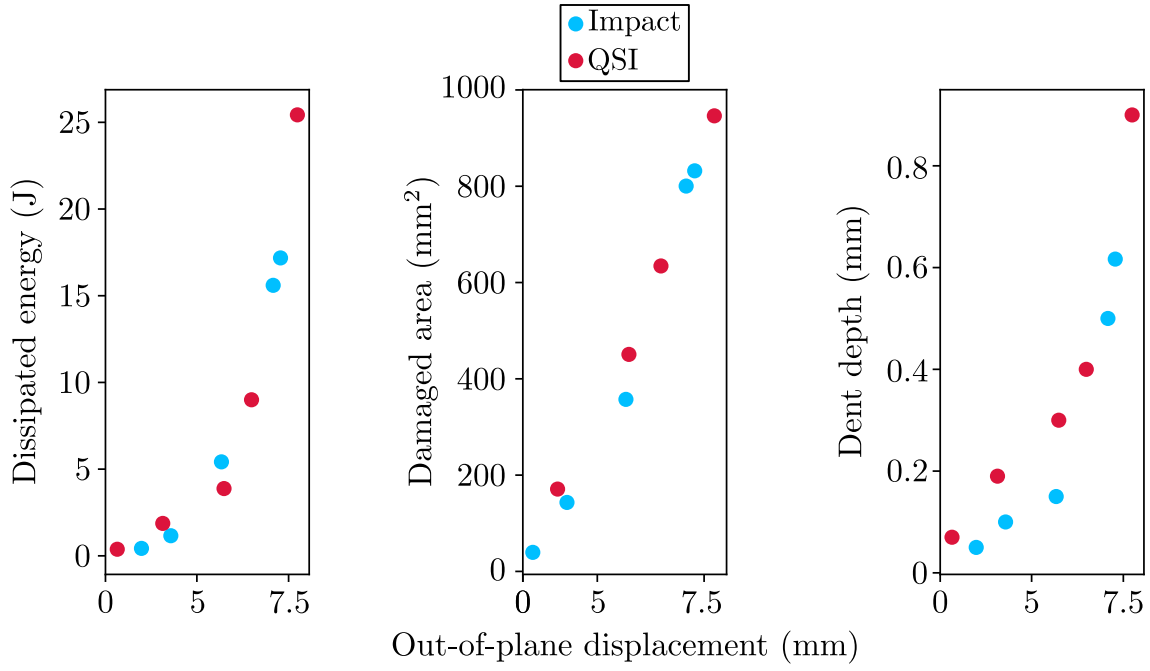 Impact
QSI
Dissipated energy (J)
25
20
15
10
5
0
0 5 7.5
Damaged area (mm²)
1000
800
600
400
200
0
0 5 7.5
Dent depth (mm)
0.8
0.6
0.4
0.2
0
0 5 7.5
Out-of-plane displacement (mm)